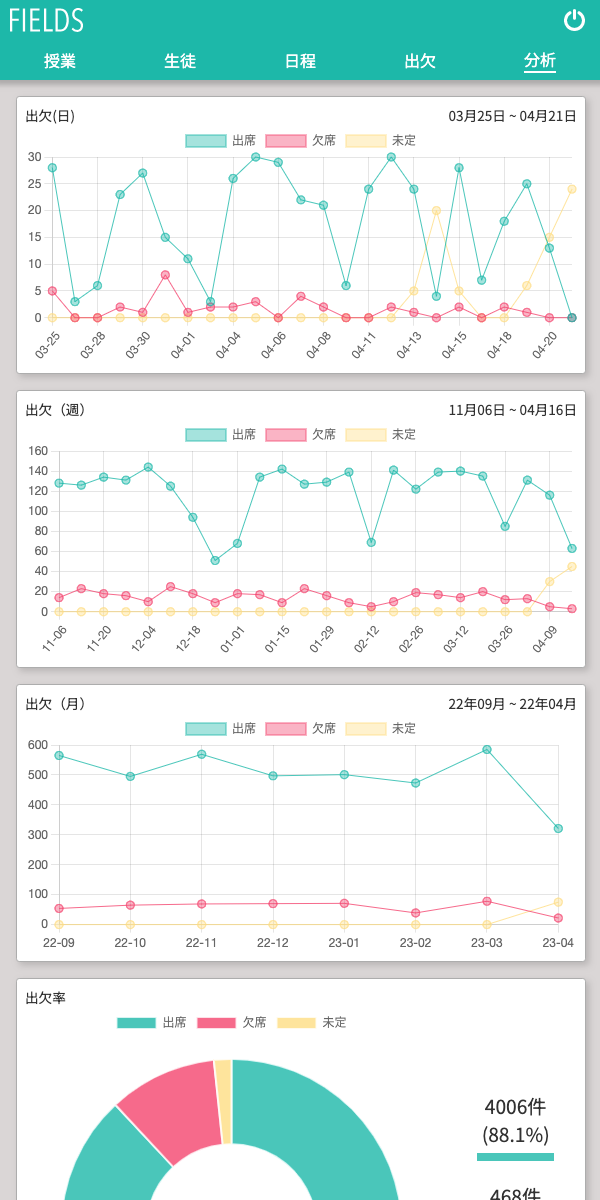 FIELDS
授業 生徒 日程 出欠 分析
出欠(日) 03月25日 ~ 04月21日
出席 欠席 未定
30
25
20
15
10
5
0
03-25 03-28 03-30 04-01 04-04 04-06 04-08 04-11 04-13 04-15 04-18 04-20
出欠（週） 11月06日 ~ 04月16日
出席 欠席 未定
160
140
120
100
80
60
40
20
0
11-06 11-20 12-04 12-18 01-01 01-15 01-29 02-12 02-26 03-12 03-26 04-09
出欠（月） 22年09月 ~ 22年04月
出席 欠席 未定
600
500
400
300
200
100
0
22-09 22-10 22-11 22-12 23-01 23-02 23-03 23-04
出欠率
出席 欠席 未定
4006件
(88.1%)
468件